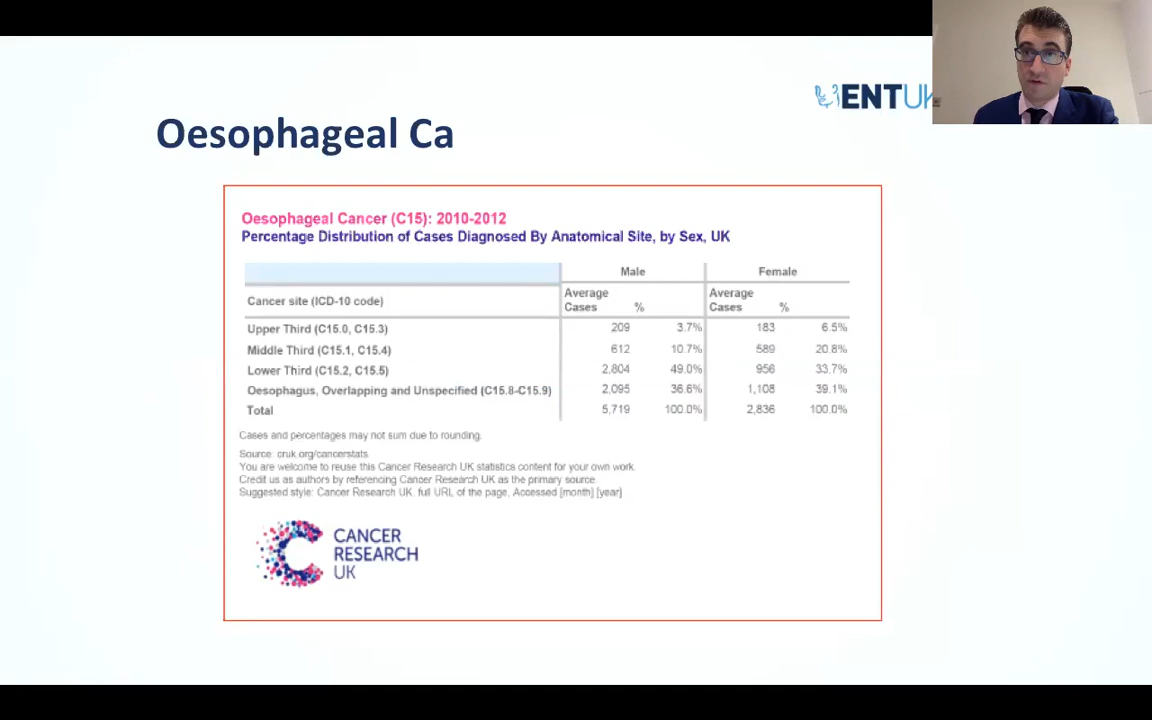 ENTUK
Oesophageal Ca
Oesophageal Cancer (C15): 2010-2012
Percentage Distribution of Cases Diagnosed By Anatomical Site, by Sex, UK
Male Female
Cancer site (ICD-10 code) Average Cases % Average Cases %
Upper Third (C15.0, C15.3) 209 3.7% 183 6.5%
Middle Third (C15.1, C15.4) 612 10.7% 589 20.8%
Lower Third (C15.2, C15.5) 2,804 49.0% 956 33.7%
Oesophagus, Overlapping and Unspecified (C15.8-C15.9) 2,095 36.6% 1,108 39.1%
Total 5,719 100.0% 2,836 100.0%
Cases and percentages may not sum due to rounding.
Source: cruk.org/cancerstats.
You are welcome to reuse this Cancer Research UK statistics content for your own work.
Credit us as authors by referencing Cancer Research UK as the primary source.
Suggested style: Cancer Research UK, full URL of the page, Accessed [month] [year]
CANCER
RESEARCH
UK